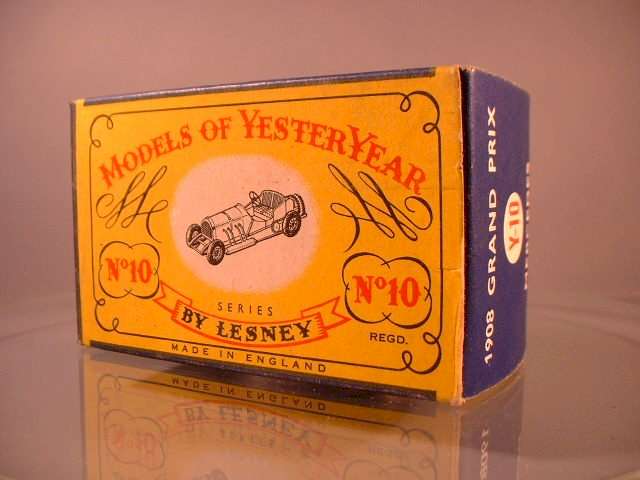 MODELS OF YESTERYEAR
Nº10
Nº10
SERIES
BY LESNEY
REGD.
MADE IN ENGLAND
1908 GRAND PRIX
Y-10